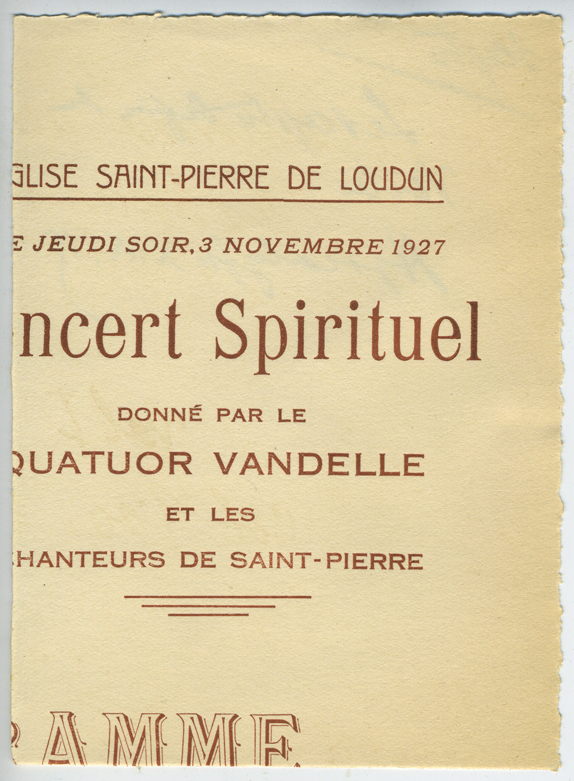 GLISE SAINT-PIERRE DE LOUDUN
E JEUDI SOIR, 3 NOVEMBRE 1927
ncert Spirituel
DONNÉ PAR LE
QUATUOR VANDELLE
ET LES
HANTEURS DE SAINT-PIERRE
RAMME